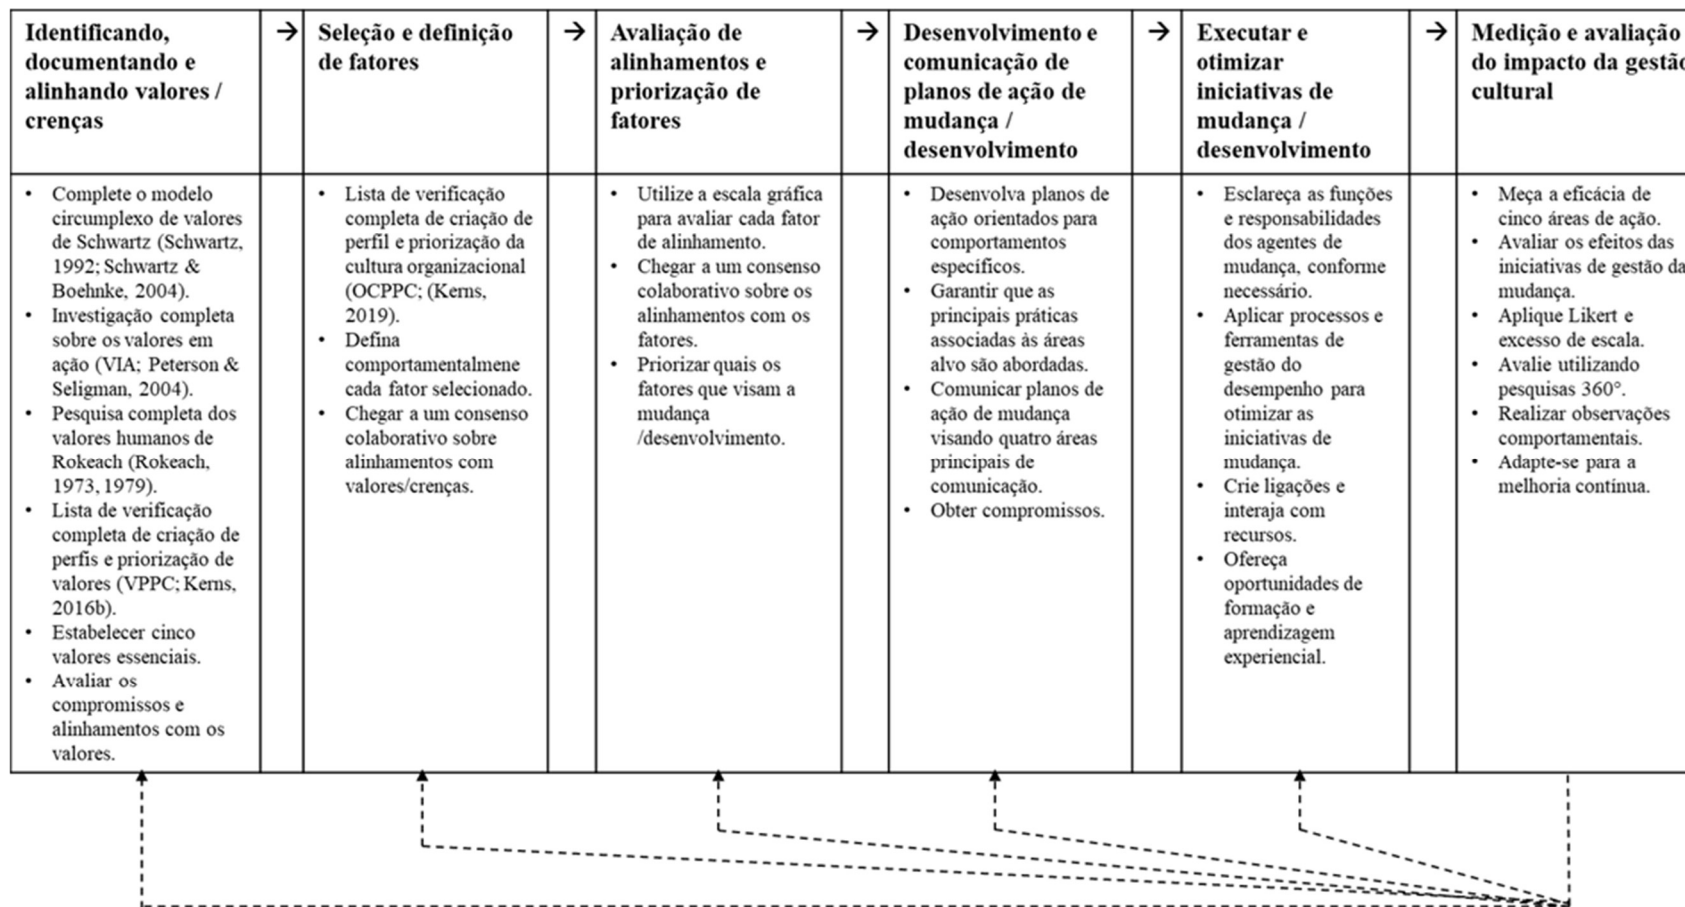 Identificando,
documentando e
alinhando valores /
crenças
→
Seleção e definição
de fatores
→
Avaliação de
alinhamentos e
priorização de
fatores
→
Desenvolvimento e
comunicação de
planos de ação de
mudança /
desenvolvimento
→
Executar e
otimizar
iniciativas de
mudança /
desenvolvimento
→
Medição e avaliação
do impacto da gestão
cultural
• Complete o modelo
circumplexo de valores
de Schwartz (Schwartz,
1992; Schwartz &
Boehnke, 2004).
• Investigação completa
sobre os valores em
ação (VIA; Peterson &
Seligman, 2004).
• Pesquisa completa dos
valores humanos de
Rokeach (Rokeach,
1973, 1979).
• Lista de verificação
completa de criação de
perfis e priorização de
valores (VPPC; Kerns,
2016b).
• Estabelecer cinco
valores essenciais.
• Avaliar os
compromissos e
alinhamentos com os
valores.
• Lista de verificação
completa de criação de
perfil e priorização da
cultura organizacional
(OCPPC; (Kerns,
2019).
• Defina
comportamentalmene
cada fator selecionado.
• Chegar a um consenso
colaborativo sobre
alinhamentos com
valores/crenças.
• Utilize a escala gráfica
para avaliar cada fator
de alinhamento.
• Chegar a um consenso
colaborativo sobre os
alinhamentos com os
fatores.
• Priorizar quais os
fatores que visam a
mudança
/desenvolvimento.
• Desenvolva planos de
ação orientados para
comportamentos
específicos.
• Garantir que as
principais práticas
associadas às áreas
alvo são abordadas.
• Comunicar planos de
ação de mudança
visando quatro áreas
principais de
comunicação.
• Obter compromissos.
• Esclareça as funções
e responsabilidades
dos agentes de
mudança, conforme
necessário.
• Aplicar processos e
ferramentas de
gestão do
desempenho para
otimizar as
iniciativas de
mudança.
• Crie ligações e
interaja com
recursos.
• Ofereça
oportunidades de
formação e
aprendizagem
experiencial.
• Meça a eficácia de
cinco áreas de ação.
• Avaliar os efeitos das
iniciativas de gestão da
mudança.
• Aplique Likert e
excesso de escala.
• Avalie utilizando
pesquisas 360°.
• Realizar observações
comportamentais.
• Adapte-se para a
melhoria contínua.